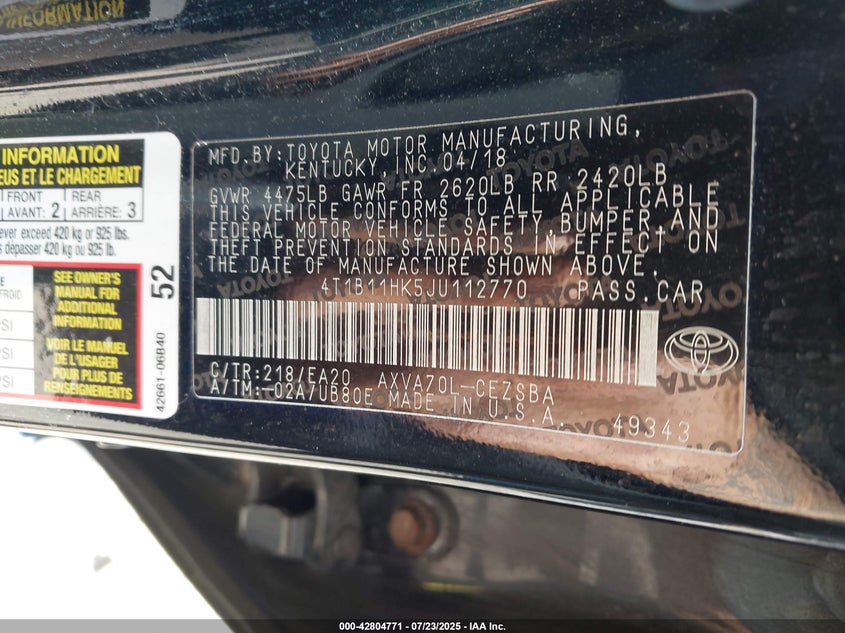 INFORMATION
INFORMATION
EUS ET LE CHARGEMENT
FRONT
AVANT: 2
REAR
ARRIÈRE: 3
ever exceed 420 kg or 925 lbs.
dépasser 420 kg ou 925 lb.
FROID
PSI
PSI
SEE OWNER'S
MANUAL FOR
ADDITIONAL
INFORMATION
VOIR LE MANUEL
DE L'USAGER
POUR PLUS DE
RENSEIGNEMENTS
52
42661-06B40
MFD.BY:TOYOTA MOTOR MANUFACTURING,
KENTUCKY, INC.04/18
GVWR 4475LB GAWR FR 2620LB RR 2420LB
THIS VEHICLE CONFORMS TO ALL APPLICABLE
FEDERAL MOTOR VEHICLE SAFETY,BUMPER,AND
THEFT PREVENTION STANDARDS IN EFFECT ON
THE DATE OF MANUFACTURE SHOWN ABOVE.
4T1B11HK5JU112770 PASS.CAR
C/TR:218/EA20 AXVA70L-CEZSBA
A/TM:-02A/UB80E MADE IN U.S.A
49343
000-42804771 - 07/23/2025 - IAA Inc.